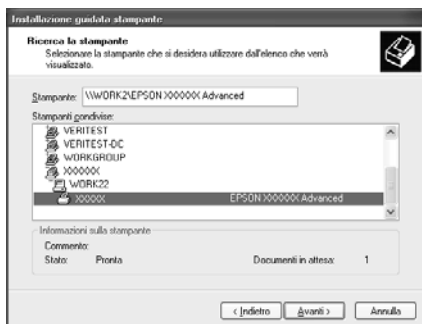 Installazione guidata stampante
Ricerca la stampante
Selezionare la stampante che si desidera utilizzare dall'elenco che verrà
visualizzato.
Stampante: \\WORK2\EPSON XXXXXX Advanced
Stampanti condivise:
VERITEST
VERITEST-DC
WORKGROUP
XXXXXX
WORK22
XXXXX EPSON XXXXXX Advanced
Informazioni sulla stampante
Commento:
Stato: Pronta Documenti in attesa: 1
< Indietro Avanti > Annulla